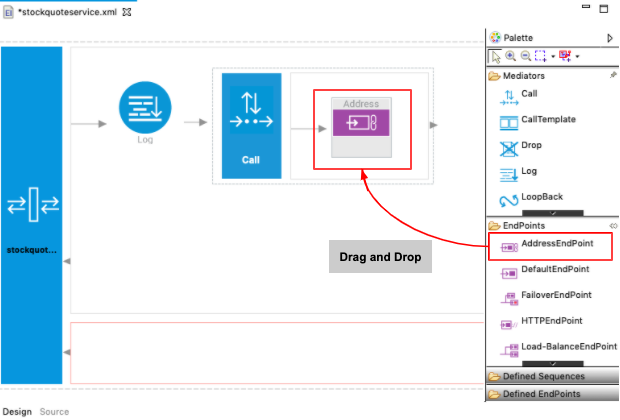 *stockquoteservice.xml
Palette
Mediators
Call
CallTemplate
Drop
Log
LoopBack
EndPoints
AddressEndPoint
DefaultEndPoint
FailoverEndPoint
HTTPEndPoint
Load-BalanceEndPoint
Defined Sequences
Defined EndPoints
stockquot...
Log
Call
Address
Drag and Drop
Design Source